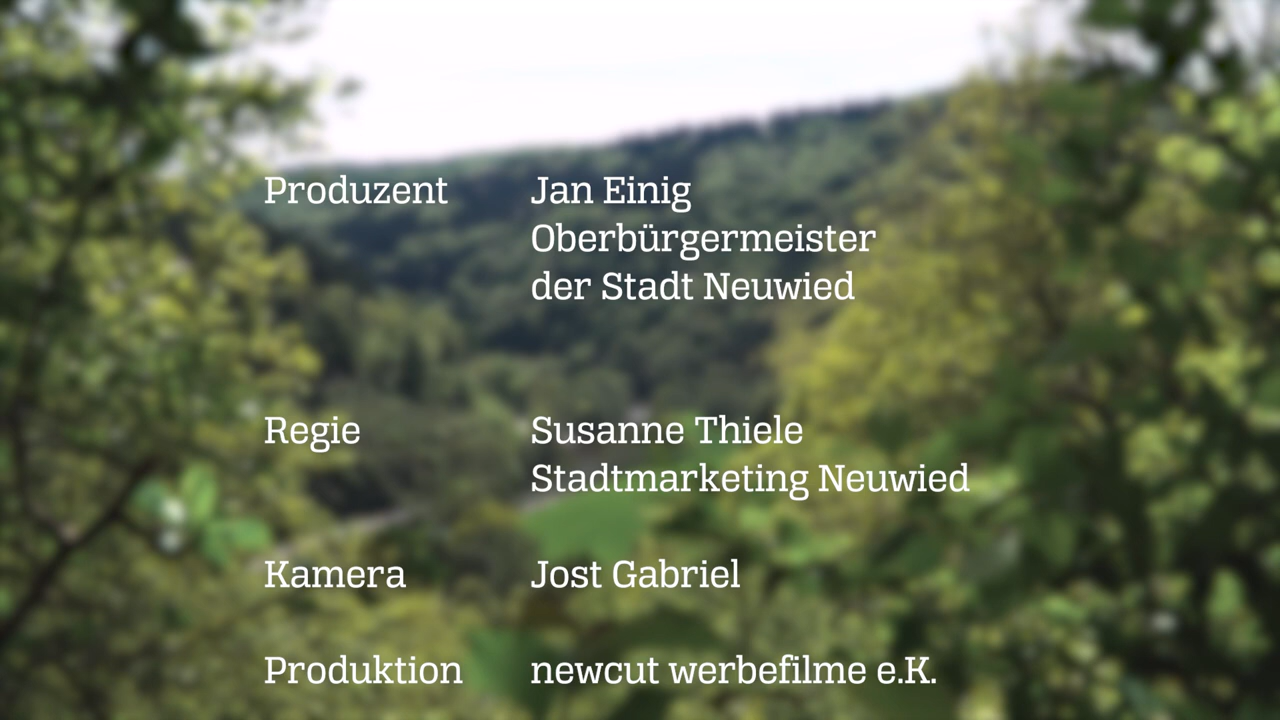 Produzent Jan Einig
Oberbürgermeister
der Stadt Neuwied
Regie Susanne Thiele
Stadtmarketing Neuwied
Kamera Jost Gabriel
Produktion newcut werbefilme e.K.